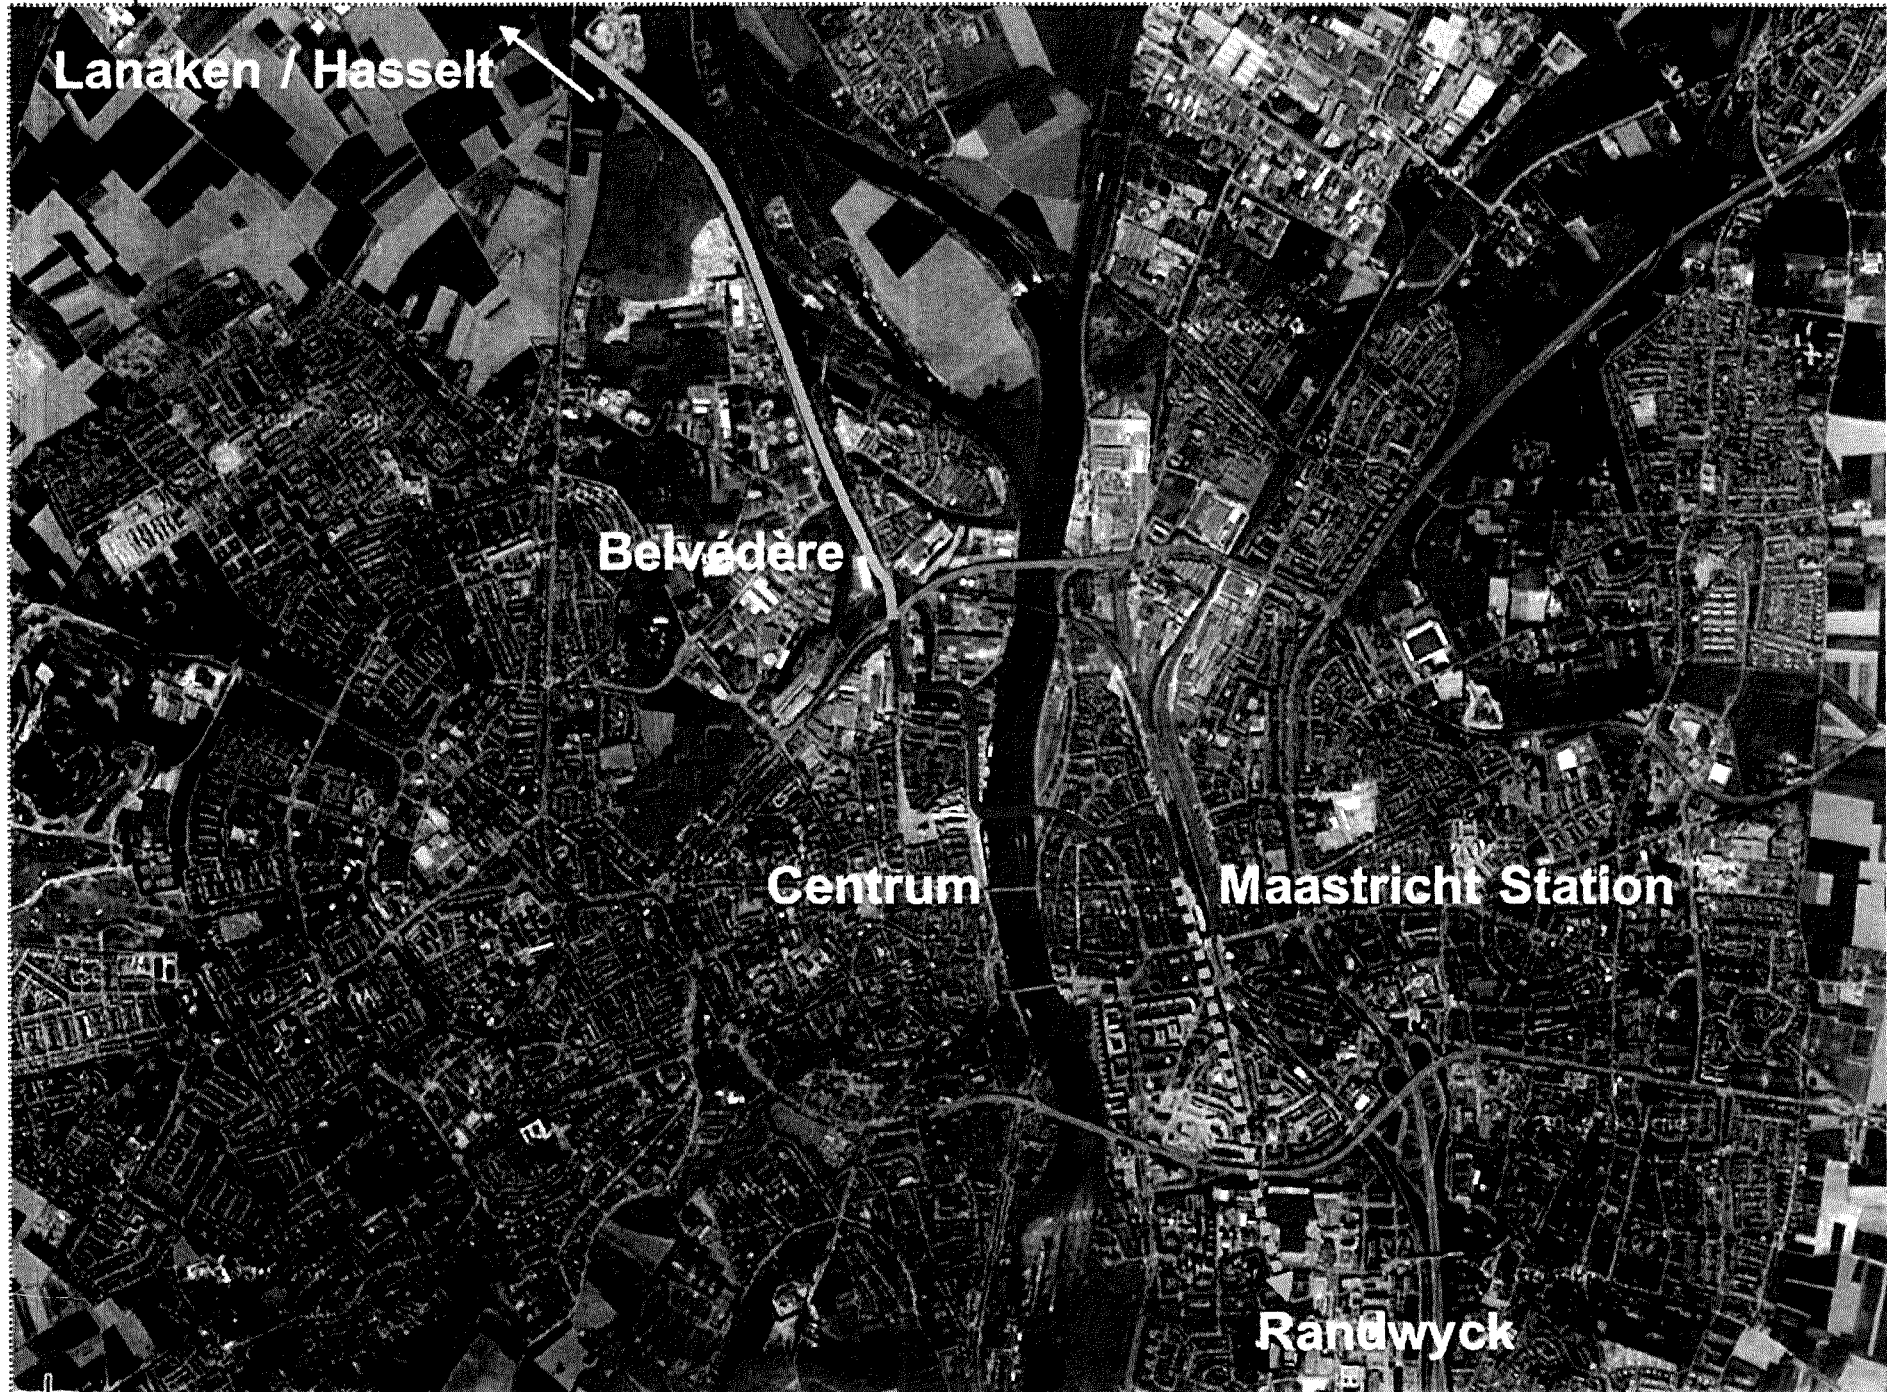 Lanaken / Hasselt
Belvédère
Centrum
Maastricht Station
Randwyck